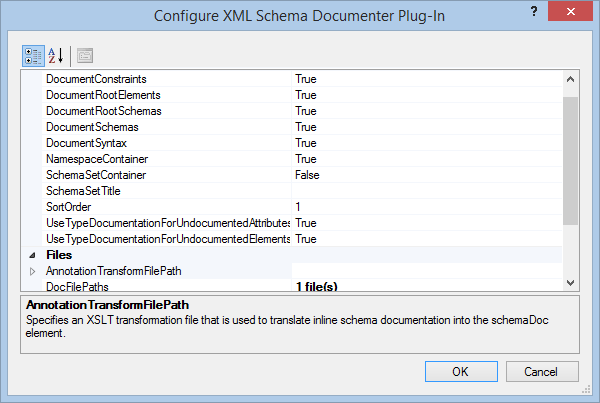 Configure XML Schema Documenter Plug-In
?
A
Z
DocumentConstraints True
DocumentRootElements True
DocumentRootSchemas True
DocumentSchemas True
DocumentSyntax True
NamespaceContainer True
SchemaSetContainer False
SchemaSetTitle
SortOrder 1
UseTypeDocumentationForUndocumentedAttributes True
UseTypeDocumentationForUndocumentedElements True
Files
AnnotationTransformFilePath
DocFilePaths 1 file(s)
AnnotationTransformFilePath
Specifies an XSLT transformation file that is used to translate inline schema documentation into the schemaDoc
element.
OK Cancel